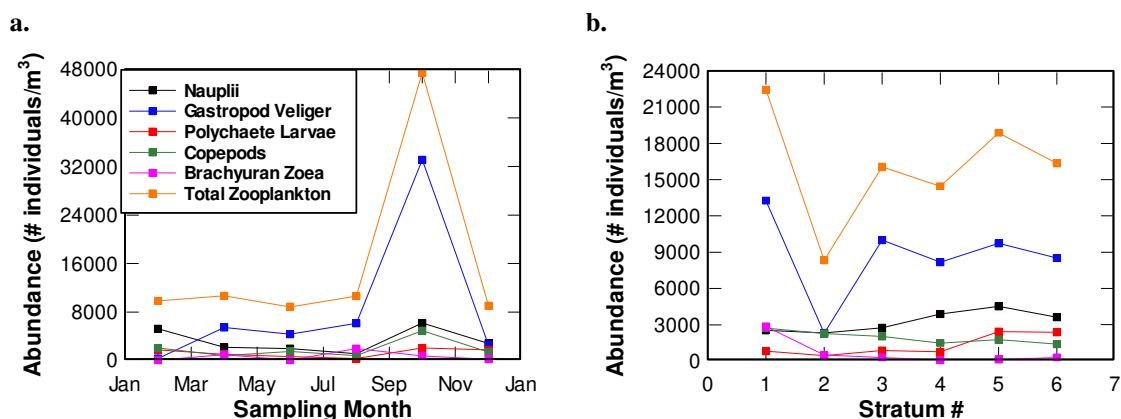 a.
Abundance (# individuals/m³)
48000
40000
32000
24000
16000
8000
0
Nauplii
Gastropod Veliger
Polychaete Larvae
Copepods
Brachyuran Zoea
Total Zooplankton
Jan Mar May Jul Sep Nov Jan
Sampling Month
b.
Abundance (# individuals/m³)
24000
21000
18000
15000
12000
9000
6000
3000
0
0 1 2 3 4 5 6 7
Stratum #